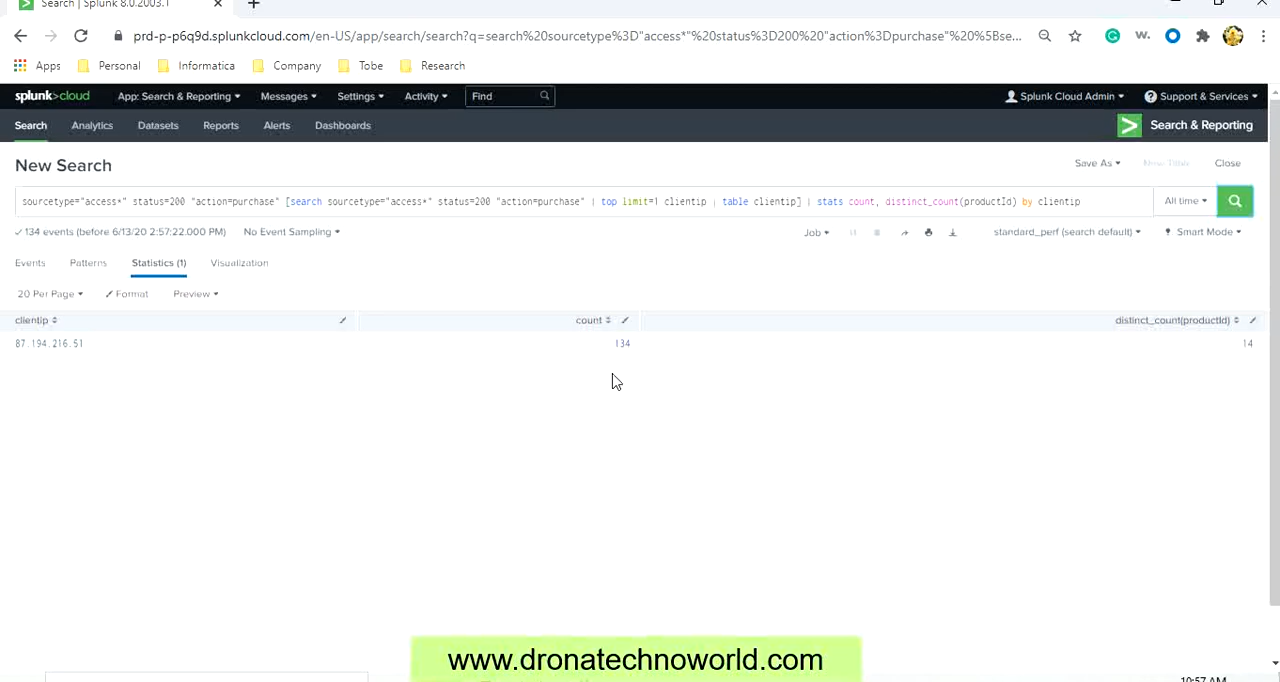 Search | Splunk 8.0.2003.1
prd-p-p6q9d.splunkcloud.com/en-US/app/search/search?q=search%20sourcetype%3D"access*"%20status%3D200%20"action%3Dpurchase"%20%5Bse...
Apps Personal Informatica Company Tobe Research
splunk>cloud App: Search & Reporting Messages Settings Activity Find Splunk Cloud Admin Support & Services
Search Analytics Datasets Reports Alerts Dashboards Search & Reporting
New Search Save As New Table Close
sourcetype="access*" status=200 "action=purchase" [search sourcetype="access*" status=200 "action=purchase" | top limit=1 clientip | table clientip] | stats count, distinct_count(productId) by clientip All time
134 events (before 6/13/20 2:57:22.000 PM) No Event Sampling Job standard_perf (search default) Smart Mode
Events Patterns Statistics (1) Visualization
20 Per Page Format Preview
clientip count distinct_count(productId)
87.194.216.51 134 14
www.dronatechnoworld.com
10:57 AM